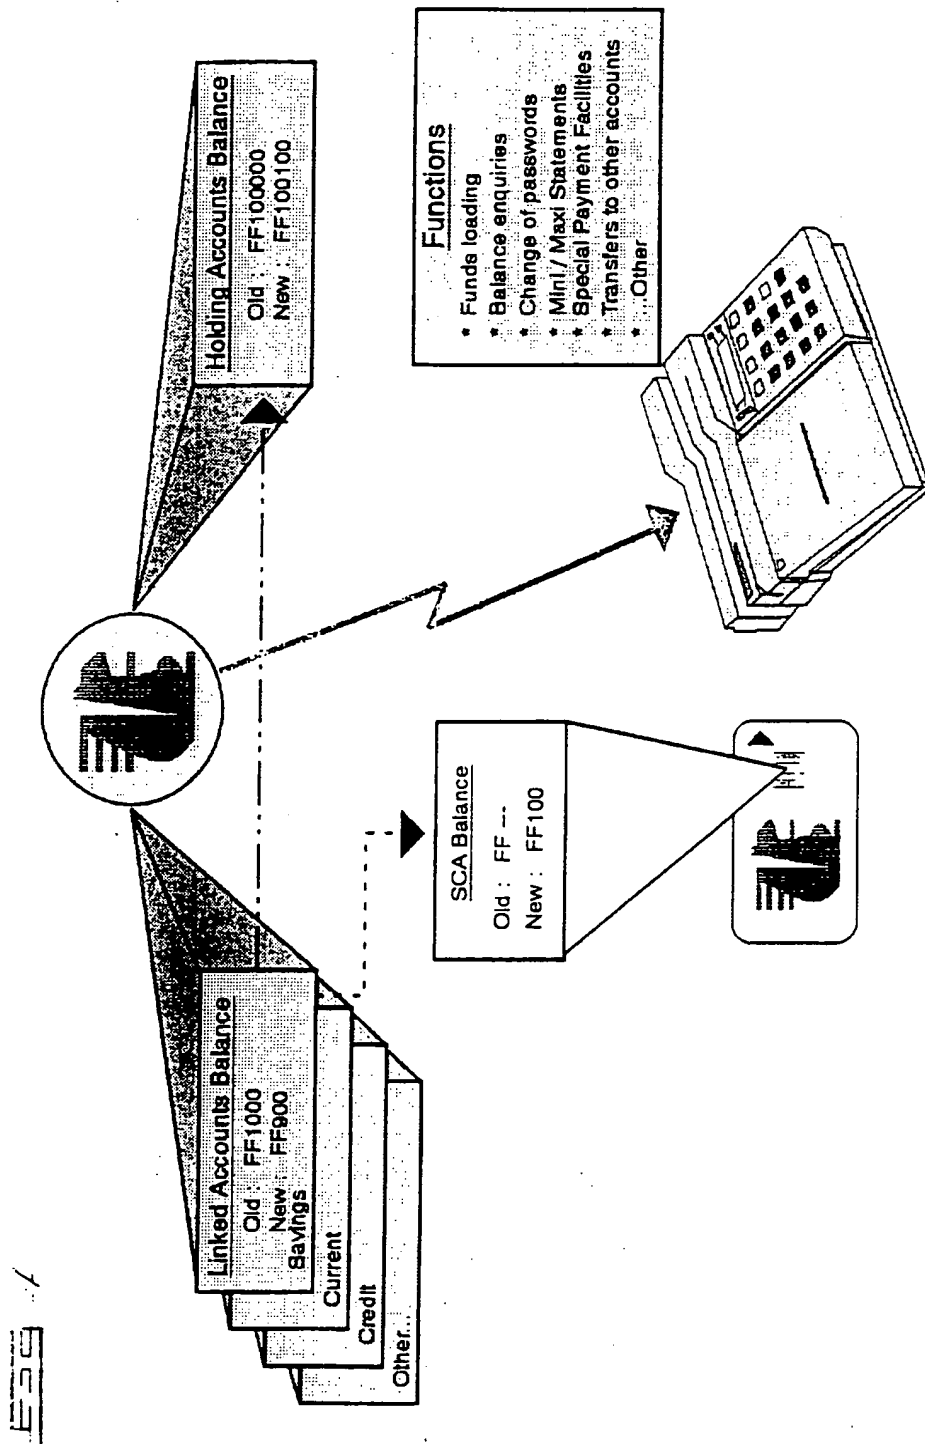 Linked Accounts Balance
Old : FF1000
New : FF900
Savings
Current
Credit
Other...
Holding Accounts Balance
Old : FF100000
New : FF100100
SCA Balance
Old : FF ---
New : FF100
Functions
* Funds loading
* Balance enquiries
* Change of passwords
* Mini / Maxi Statements
* Special Payment Facilities
* Transfers to other accounts
* ...Other